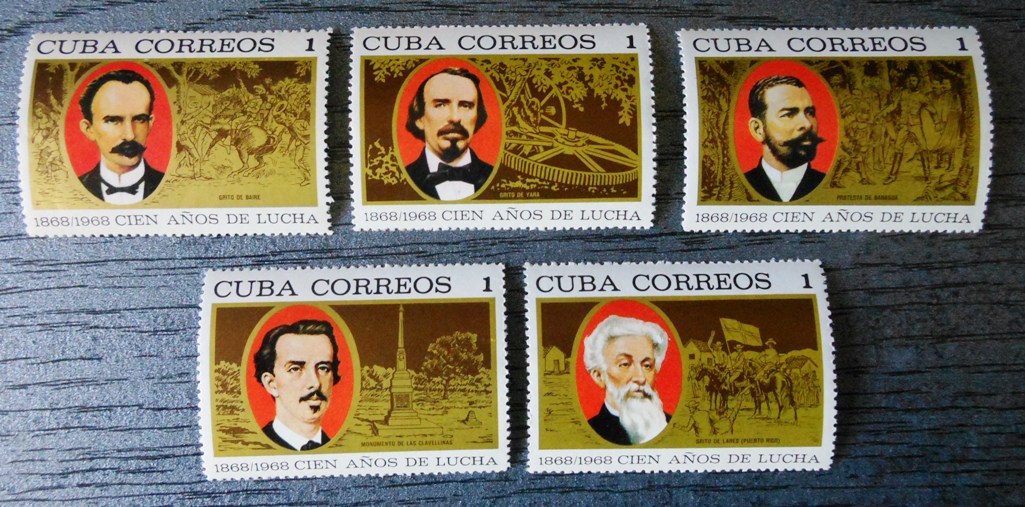 CUBA CORREOS 1
GRITO DE BAIRE
1868/1968 CIEN AÑOS DE LUCHA
CUBA CORREOS 1
GRITO DE YARA
1868/1968 CIEN AÑOS DE LUCHA
CUBA CORREOS 1
PROTESTA DE BARAGUA
1868/1968 CIEN AÑOS DE LUCHA
CUBA CORREOS 1
MONUMENTO DE LAS CLAVELLINAS
1868/1968 CIEN AÑOS DE LUCHA
CUBA CORREOS 1
GRITO DE LARES (PUERTO RICO)
1868/1968 CIEN AÑOS DE LUCHA